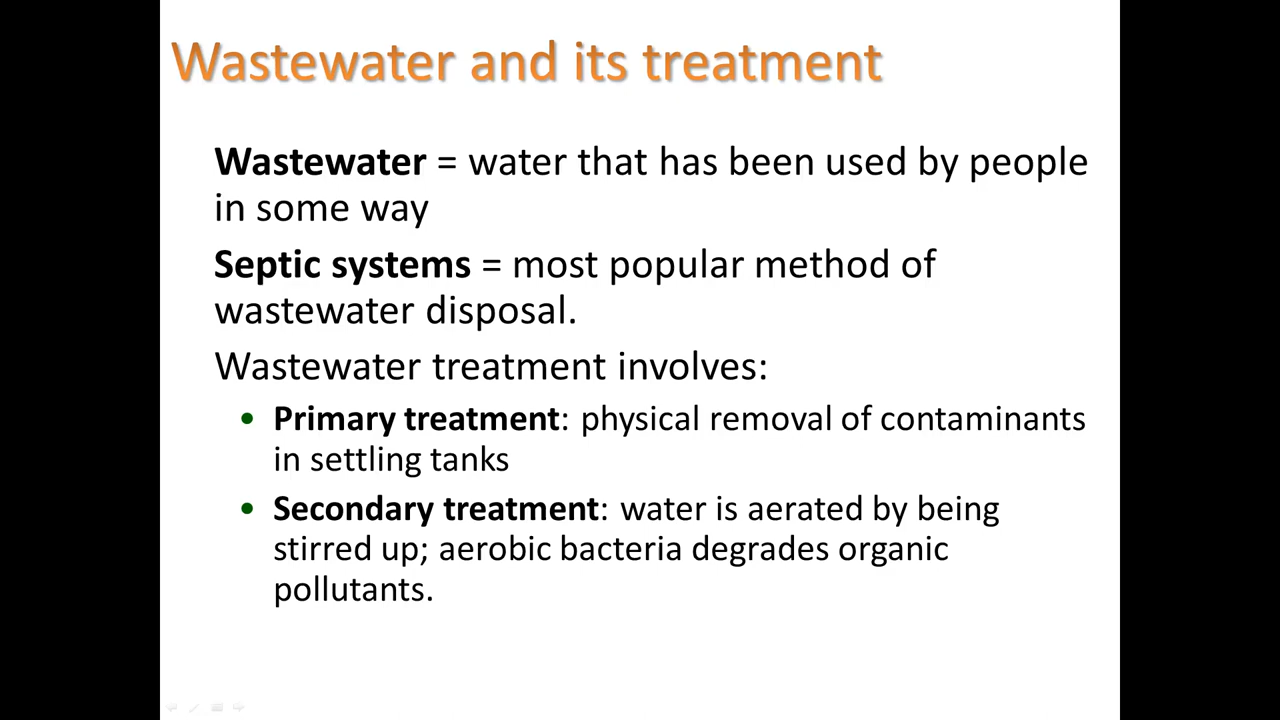 Wastewater and its treatment
Wastewater = water that has been used by people
in some way
Septic systems = most popular method of
wastewater disposal.
Wastewater treatment involves:
• Primary treatment: physical removal of contaminants
in settling tanks
• Secondary treatment: water is aerated by being
stirred up; aerobic bacteria degrades organic
pollutants.